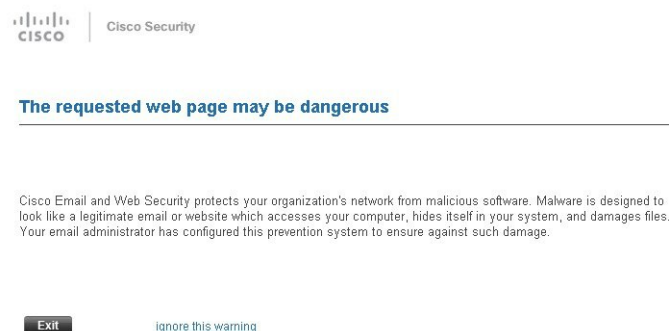 CISCO
Cisco Security
The requested web page may be dangerous
Cisco Email and Web Security protects your organization's network from malicious software. Malware is designed to
look like a legitimate email or website which accesses your computer, hides itself in your system, and damages files.
Your email administrator has configured this prevention system to ensure against such damage.
Exit
ignore this warning